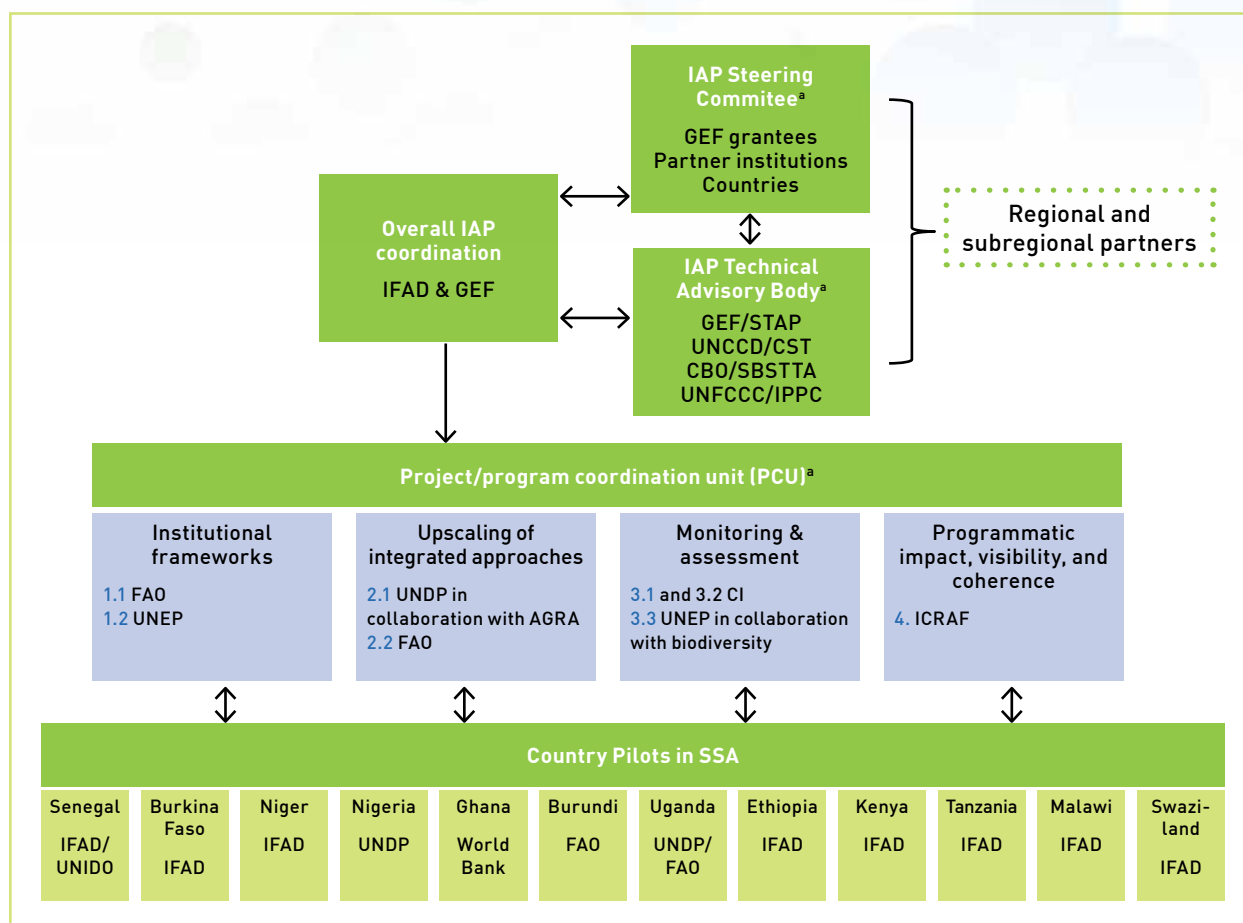 IAP Steering
Commiteeª
GEF grantees
Partner institutions
Countries
Overall IAP
coordination
IFAD & GEF
IAP Technical
Advisory Bodyª
GEF/STAP
UNCCD/CST
CBO/SBSTTA
UNFCCC/IPPC
Regional and
subregional partners
Project/program coordination unit (PCU)ª
Institutional
frameworks
1.1 FAO
1.2 UNEP
Upscaling of
integrated approaches
2.1 UNDP in
collaboration with AGRA
2.2 FAO
Monitoring &
assessment
3.1 and 3.2 CI
3.3 UNEP in collaboration
with biodiversity
Programmatic
impact, visibility, and
coherence
4. ICRAF
Country Pilots in SSA
Senegal
IFAD/
UNIDO
Burkina
Faso
IFAD
Niger
IFAD
Nigeria
UNDP
Ghana
World
Bank
Burundi
FAO
Uganda
UNDP/
FAO
Ethiopia
IFAD
Kenya
IFAD
Tanzania
IFAD
Malawi
IFAD
Swazi-
land
IFAD